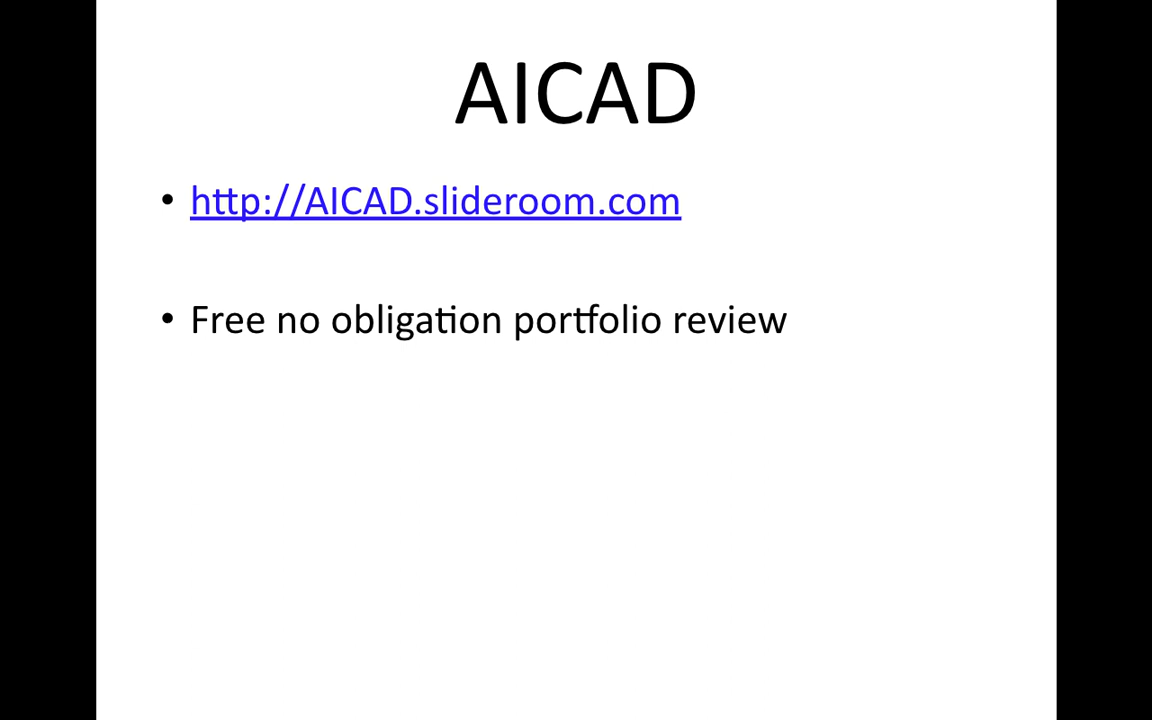 AICAD
• http://AICAD.slideroom.com
• Free no obligation portfolio review